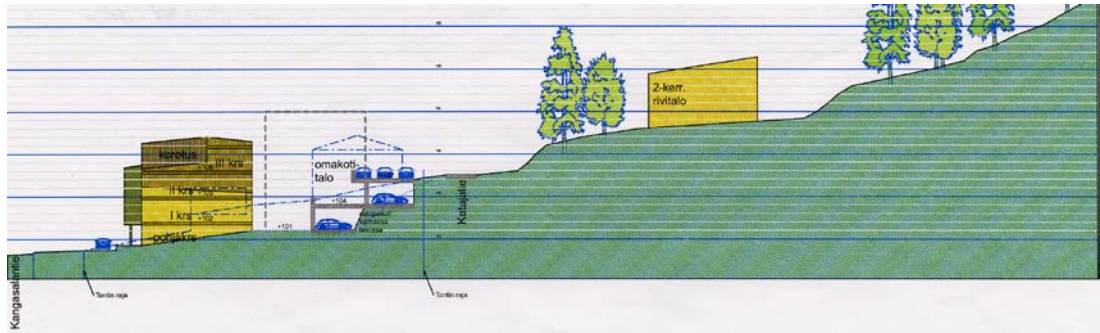 korotus
III krs
II krs
I krs
+102
pohjakrs
+101
omakoti-
talo
+104
2-kerr.
rivitalo
Katajatie
Kangasalantie
Tontin raja
Tontin raja